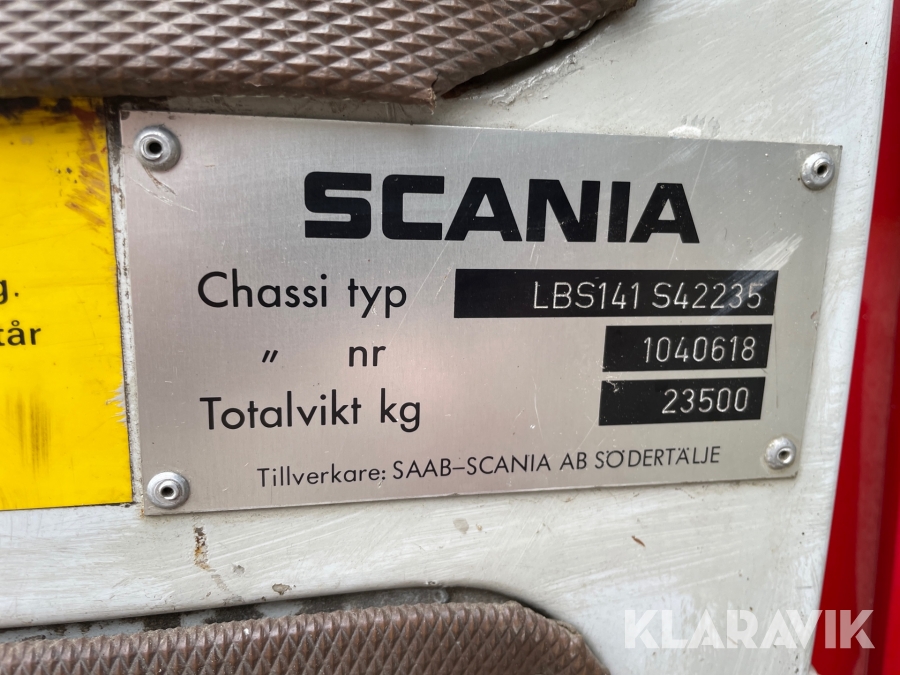 SCANIA
Chassi typ LBS141 S42235
" nr 1040618
Totalvikt kg 23500
Tillverkare: SAAB-SCANIA AB SÖDERTÄLJE
g.
tår
KLARAVIK